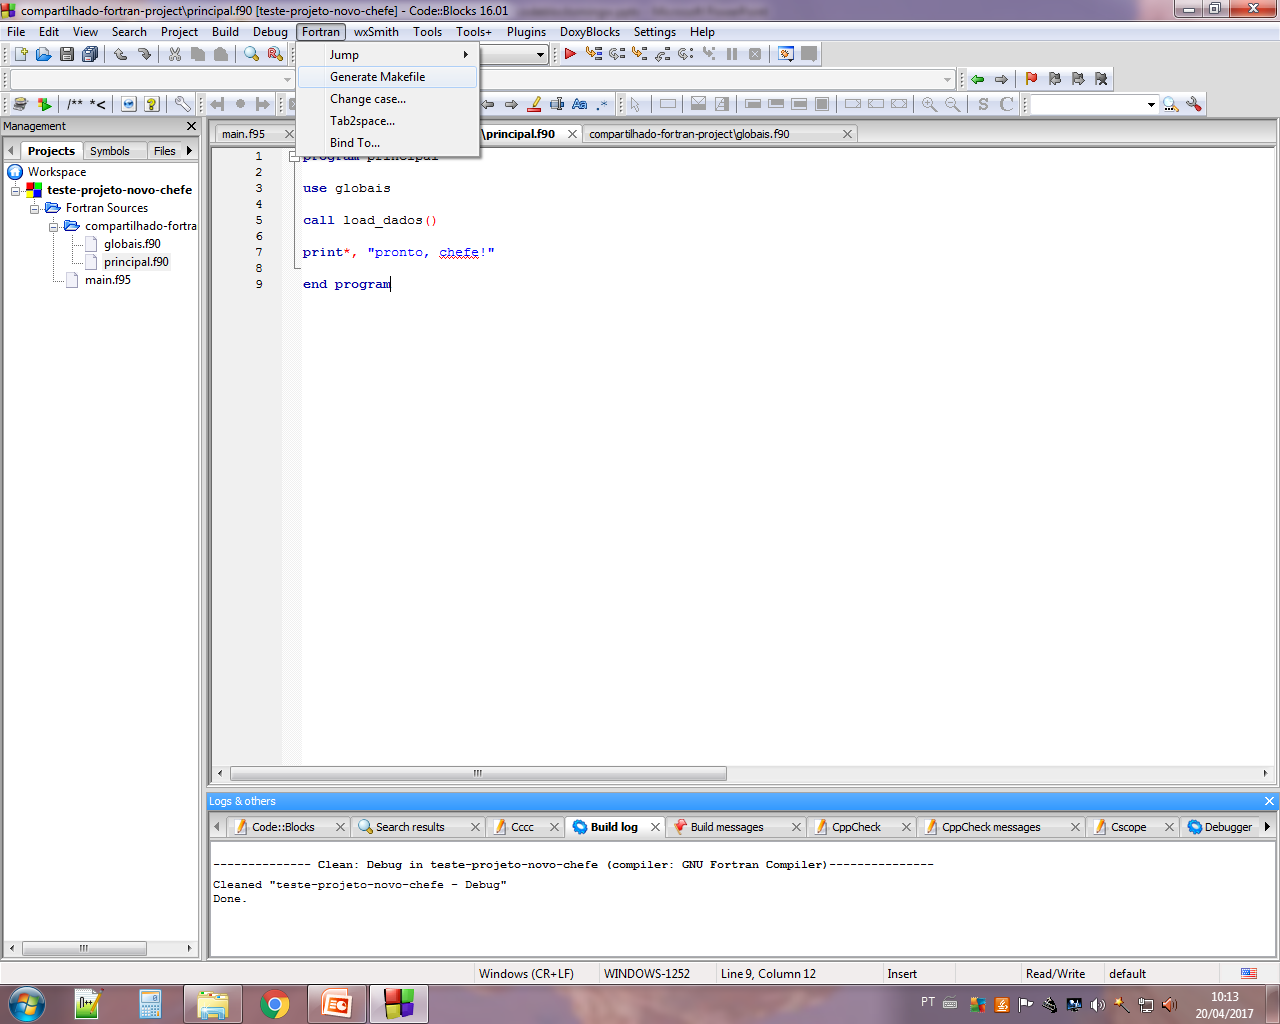 compartilhado-fortran-project\principal.f90 [teste-projeto-novo-chefe] - Code::Blocks 16.01
File Edit View Search Project Build Debug Fortran wxSmith Tools Tools+ Plugins DoxyBlocks Settings Help
Jump
Generate Makefile
Change case...
Tab2space...
Bind To...
/** *<
Aa .*
S C
Management
Projects Symbols Files
Workspace
teste-projeto-novo-chefe
Fortran Sources
compartilhado-fortra
globais.f90
principal.f90
main.f95
main.f95 \principal.f90 compartilhado-fortran-project\globais.f90
1 program principal
2
3 use globais
4
5 call load_dados()
6
7 print*, "pronto, chefe!"
8
9 end program
Logs & others
Code::Blocks Search results Cccc Build log Build messages CppCheck CppCheck messages Cscope Debugger
-------------- Clean: Debug in teste-projeto-novo-chefe (compiler: GNU Fortran Compiler)---------------
Cleaned "teste-projeto-novo-chefe - Debug"
Done.
Windows (CR+LF) WINDOWS-1252 Line 9, Column 12 Insert Read/Write default
PT
10:13
20/04/2017